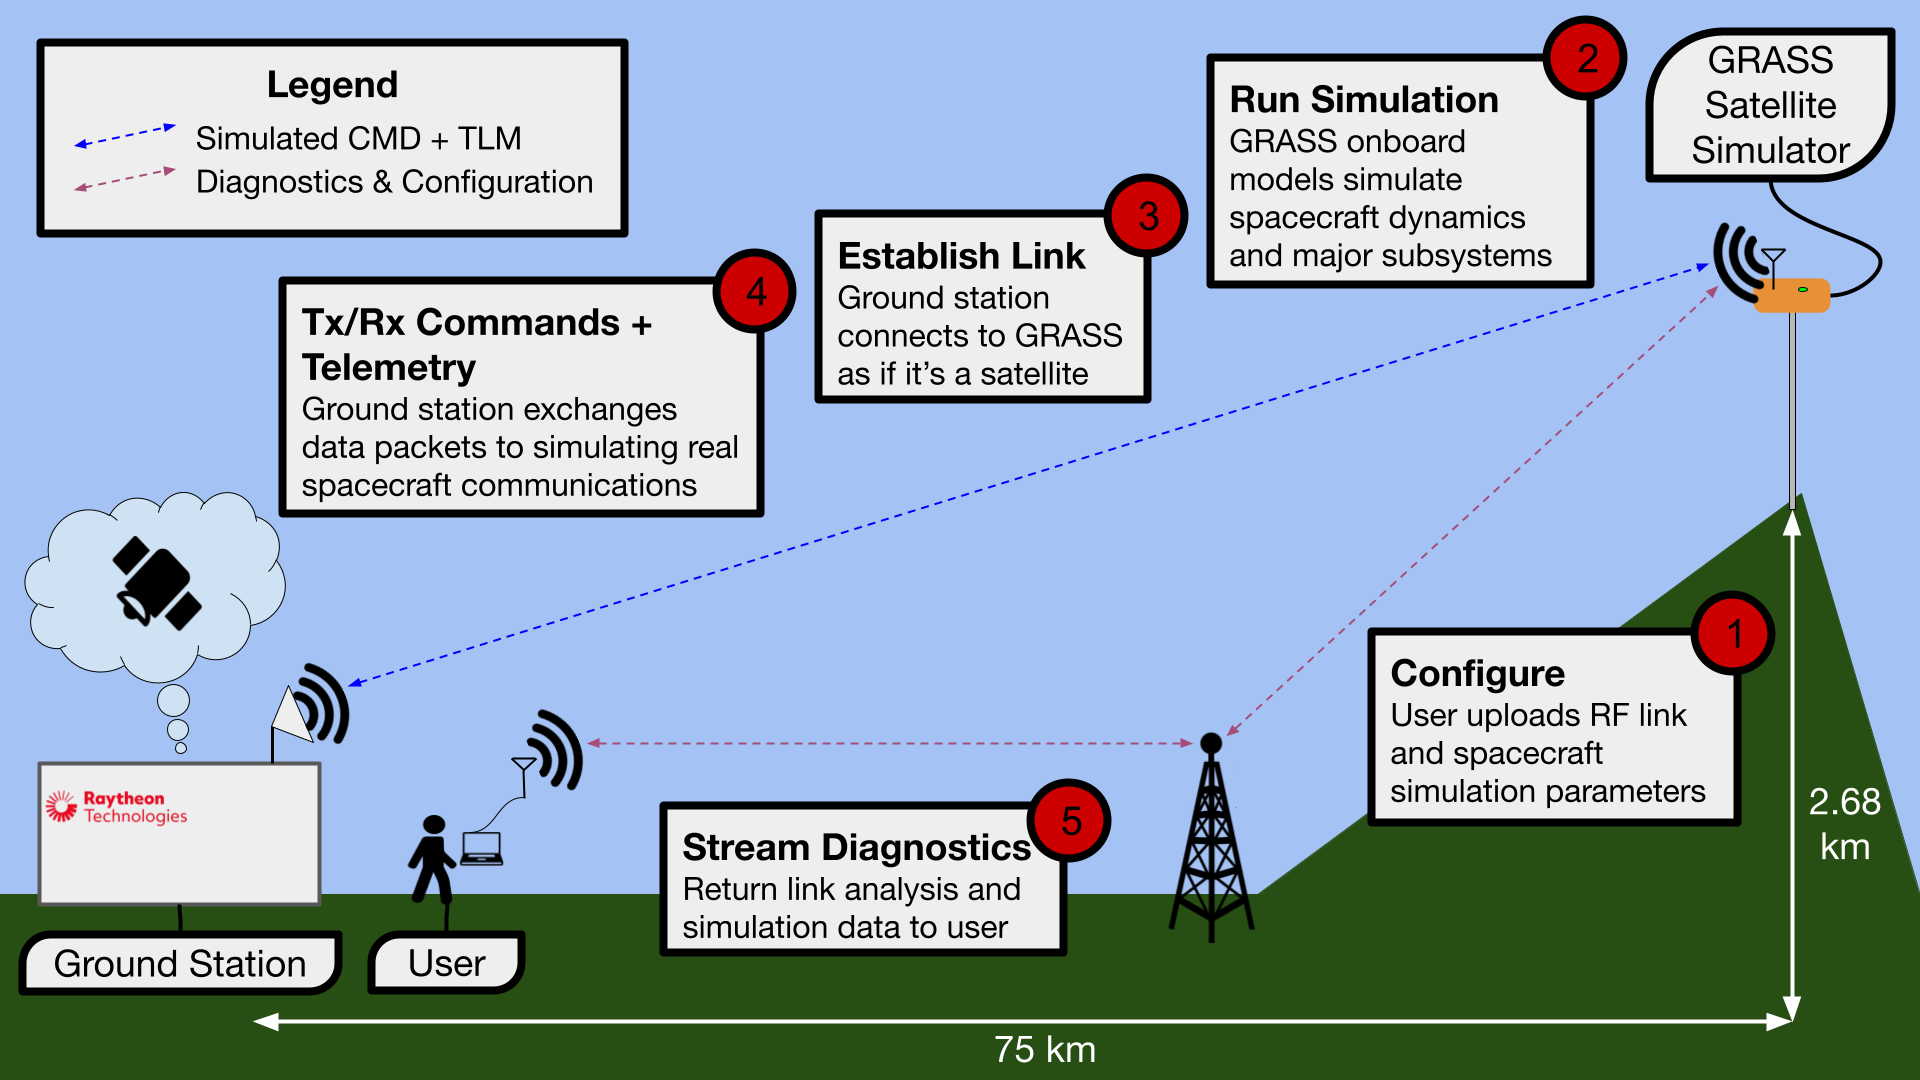 Legend
Simulated CMD + TLM
Diagnostics & Configuration
2
Run Simulation
GRASS onboard
models simulate
spacecraft dynamics
and major subsystems
GRASS
Satellite
Simulator
3
Establish Link
Ground station
connects to GRASS
as if it's a satellite
4
Tx/Rx Commands +
Telemetry
Ground station exchanges
data packets to simulating real
spacecraft communications
1
Configure
User uploads RF link
and spacecraft
simulation parameters
2.68
km
Raytheon
Technologies
5
Stream Diagnostics
Return link analysis and
simulation data to user
Ground Station
User
75 km